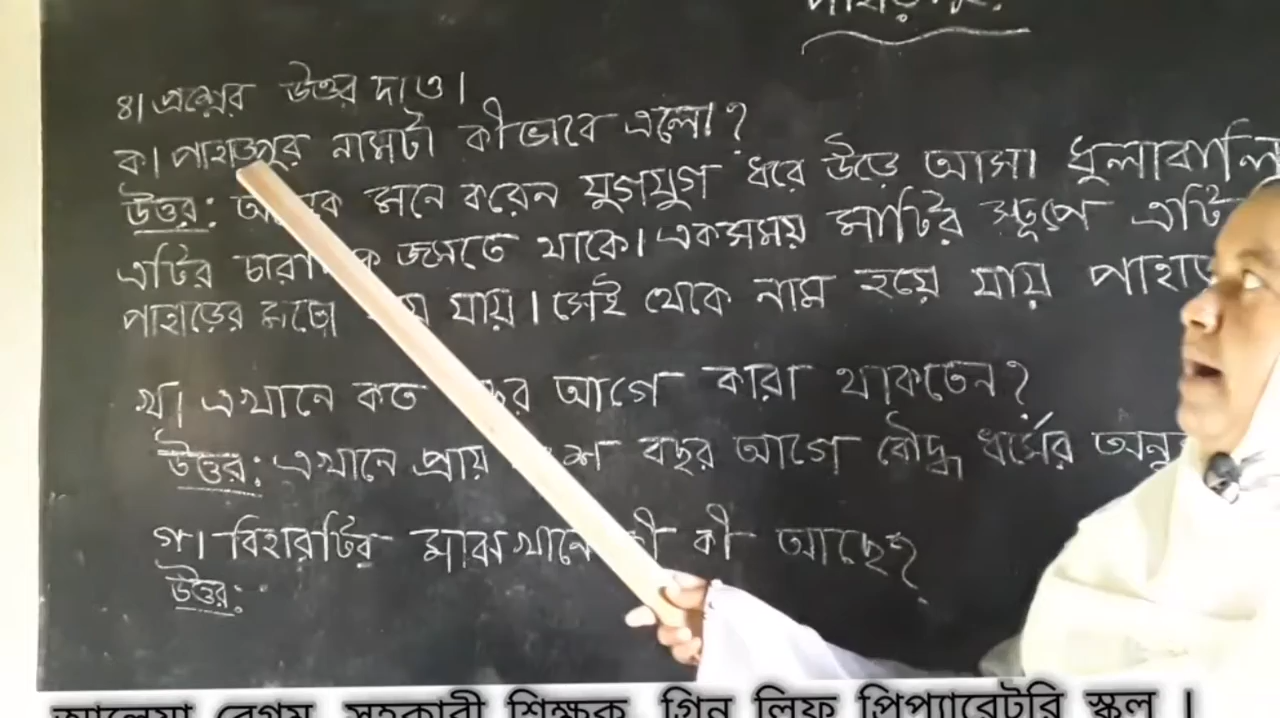 ৪। প্রশ্নের উত্তর দাও।
ক। পাহাড়পুর নামটা কীভাবে এলো?
উত্তর: মনে করেন যুগযুগ ধরে উড়ে আসা ধুলাবালি
এটির জমতে থাকে। একসময় মাটির স্তূপে এটি
পাহাড়ের মতো যায়। সেই থেকে নাম হয়ে যায়
খ। এখানে কত আগে কারা থাকতেন?
উত্তর: এখানে প্রায় বছর আগে বৌদ্ধ ধর্মের
গ। বিহারটির মাঝখানে কী কী আছে?
উত্তর:
আলেয়া বেগম, সহকারী শিক্ষক, গ্রিন লিফ প্রিপ্যারেটরি স্কুল ।